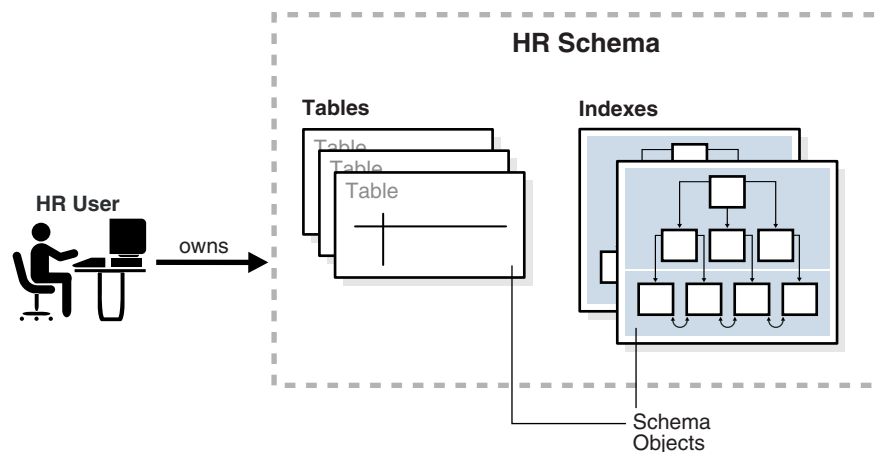 HR Schema
Tables
Indexes
Table
Table
Table
HR User
owns
Schema
Objects